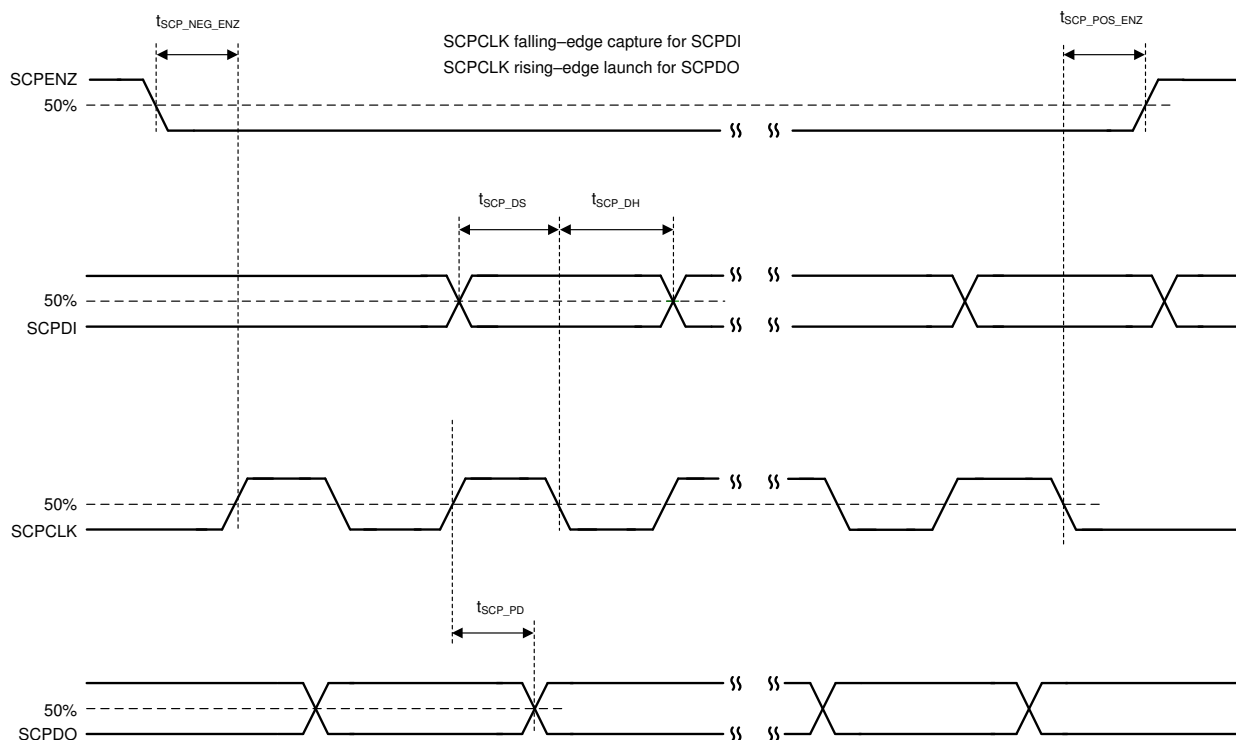 tSCP_NEG_ENZ
tSCP_POS_ENZ
SCPCLK falling–edge capture for SCPDI
SCPCLK rising–edge launch for SCPDO
SCPENZ
50%
tSCP_DS
tSCP_DH
50%
SCPDI
50%
SCPCLK
tSCP_PD
50%
SCPDO